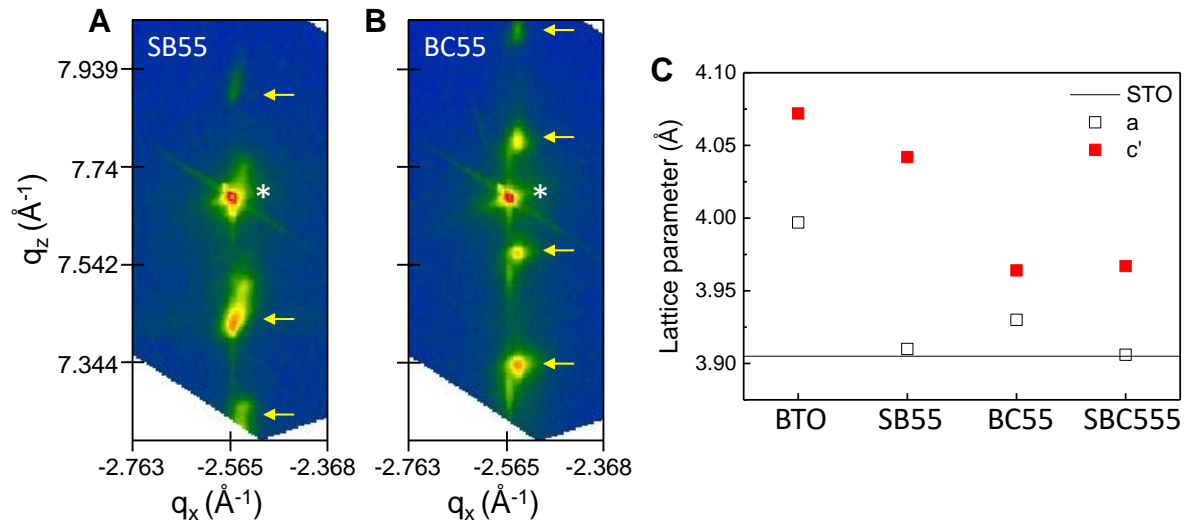 A
SB55
7.939
7.74
7.542
7.344
*
-2.763
-2.565
-2.368
qz (Å-1)
qx (Å-1)
B
BC55
*
-2.763
-2.565
-2.368
qx (Å-1)
C
4.10
4.05
4.00
3.95
3.90
Lattice parameter (Å)
STO
a
c'
BTO
SB55
BC55
SBC555